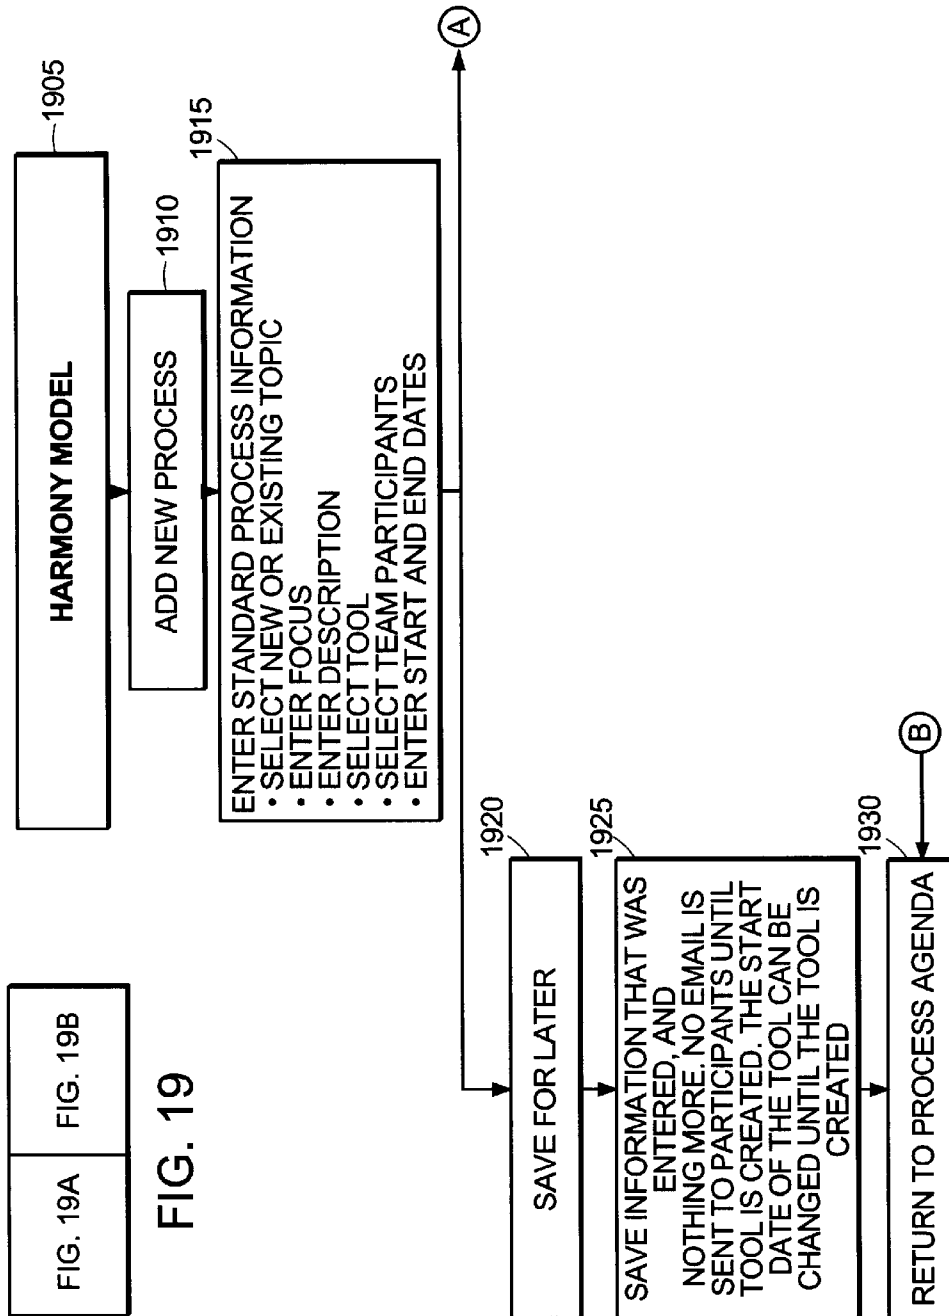 FIG. 19A
FIG. 19B
FIG. 19
HARMONY MODEL
1905
ADD NEW PROCESS
1910
1915
ENTER STANDARD PROCESS INFORMATION
• SELECT NEW OR EXISTING TOPIC
• ENTER FOCUS
• ENTER DESCRIPTION
• SELECT TOOL
• SELECT TEAM PARTICIPANTS
• ENTER START AND END DATES
A
1920
SAVE FOR LATER
1925
SAVE INFORMATION THAT WAS
ENTERED, AND
NOTHING MORE. NO EMAIL IS
SENT TO PARTICIPANTS UNTIL
TOOL IS CREATED. THE START
DATE OF THE TOOL CAN BE
CHANGED UNTIL THE TOOL IS
CREATED
1930
B
RETURN TO PROCESS AGENDA